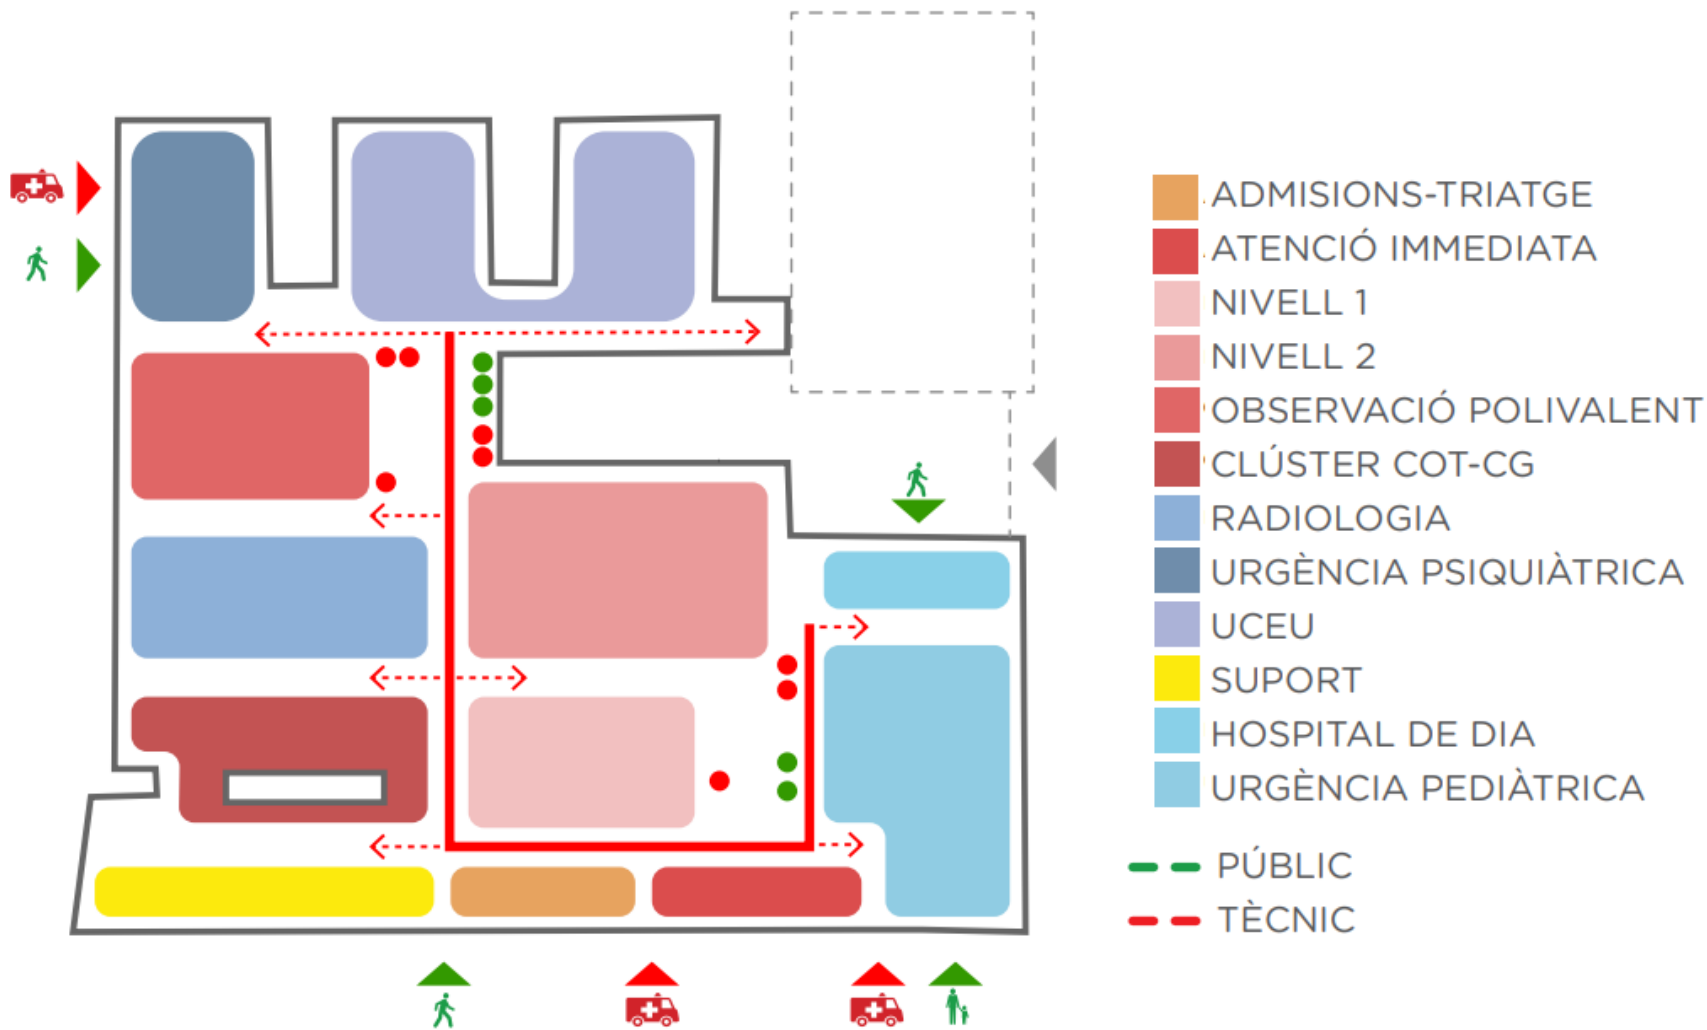 ADMISIONS-TRIATGE
ATENCIÓ IMMEDIATA
NIVELL 1
NIVELL 2
OBSERVACIÓ POLIVALENT
CLÚSTER COT-CG
RADIOLOGIA
URGÈNCIA PSIQUIÀTRICA
UCEU
SUPORT
HOSPITAL DE DIA
URGÈNCIA PEDIÀTRICA
PÚBLIC
TÈCNIC